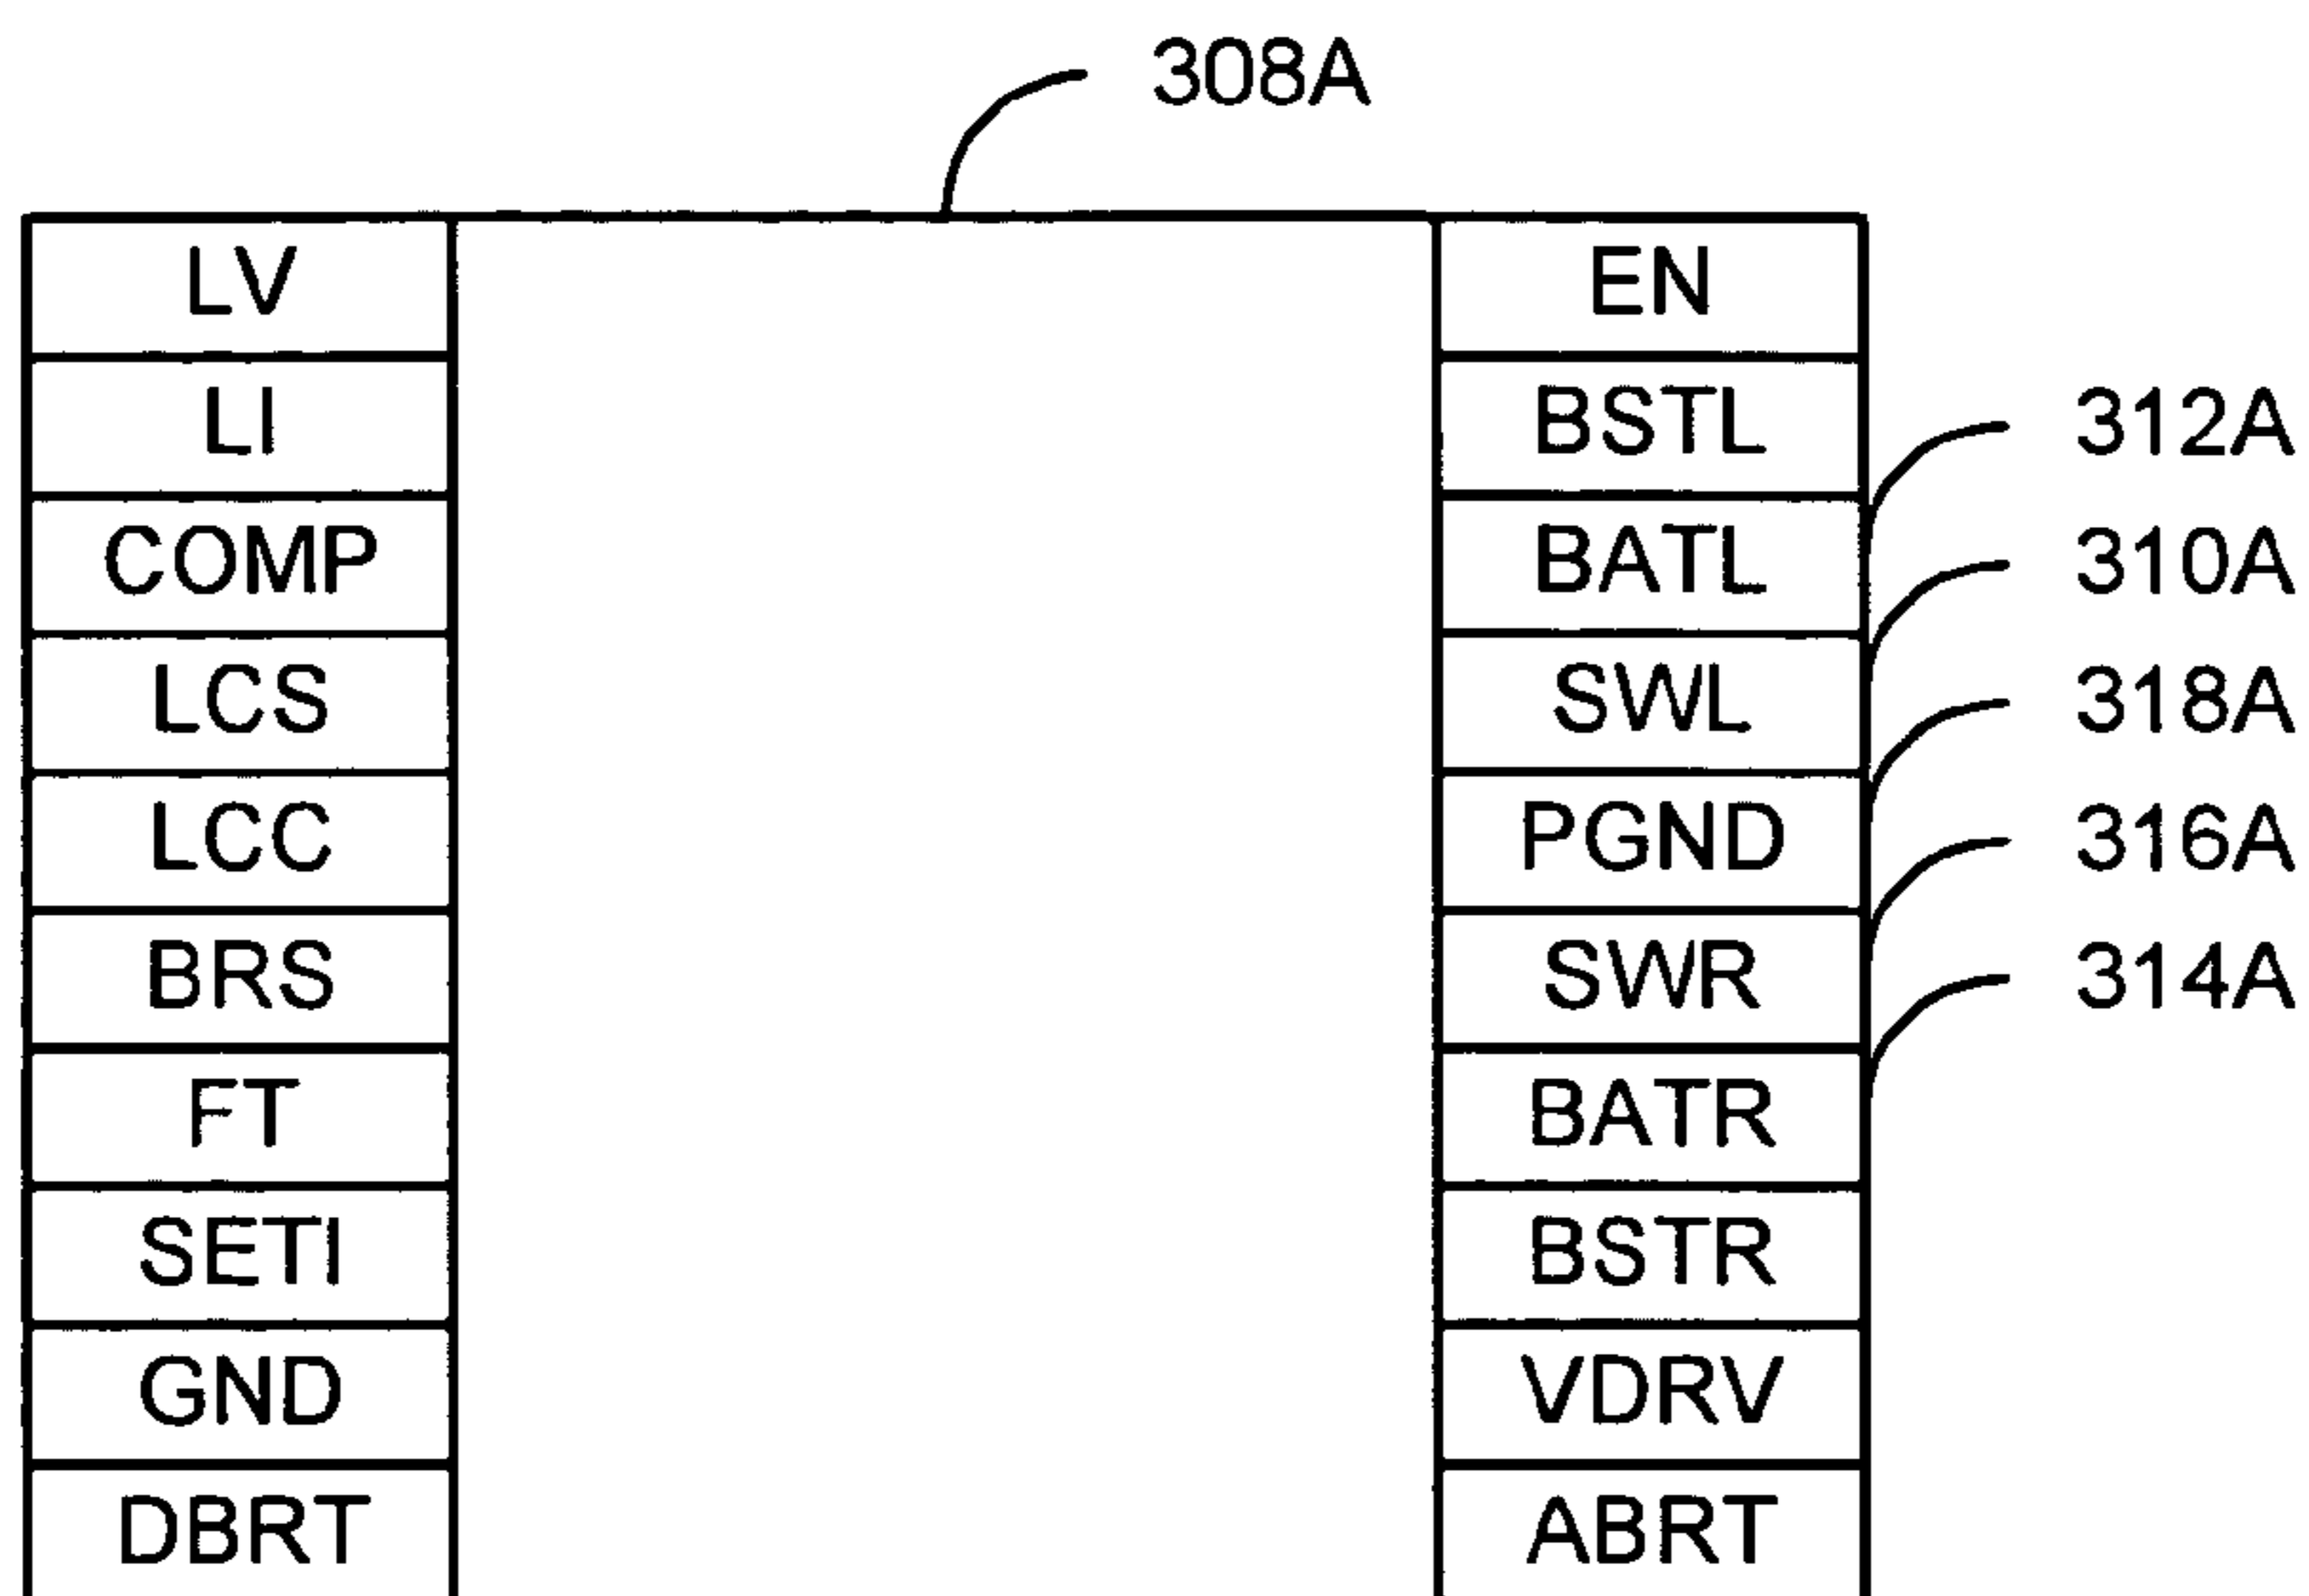 308A
LV EN
LI BSTL 312A
COMP BATL 310A
LCS SWL 318A
LCC PGND 316A
BRS SWR 314A
FT BATR
SETI BSTR
GND VDRV
DBRT ABRT